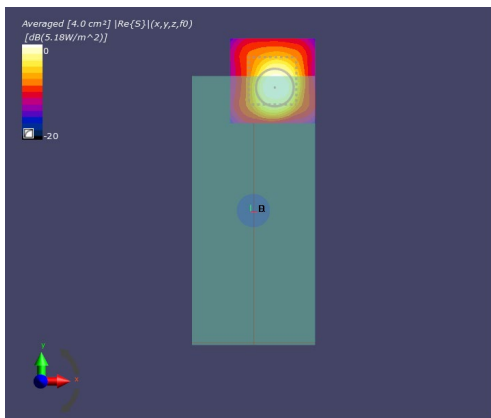 Averaged [4.0 cm²] |Re{S}|(x,y,z,f0)
[dB(5.18W/m^2)]
0
-20
y
x